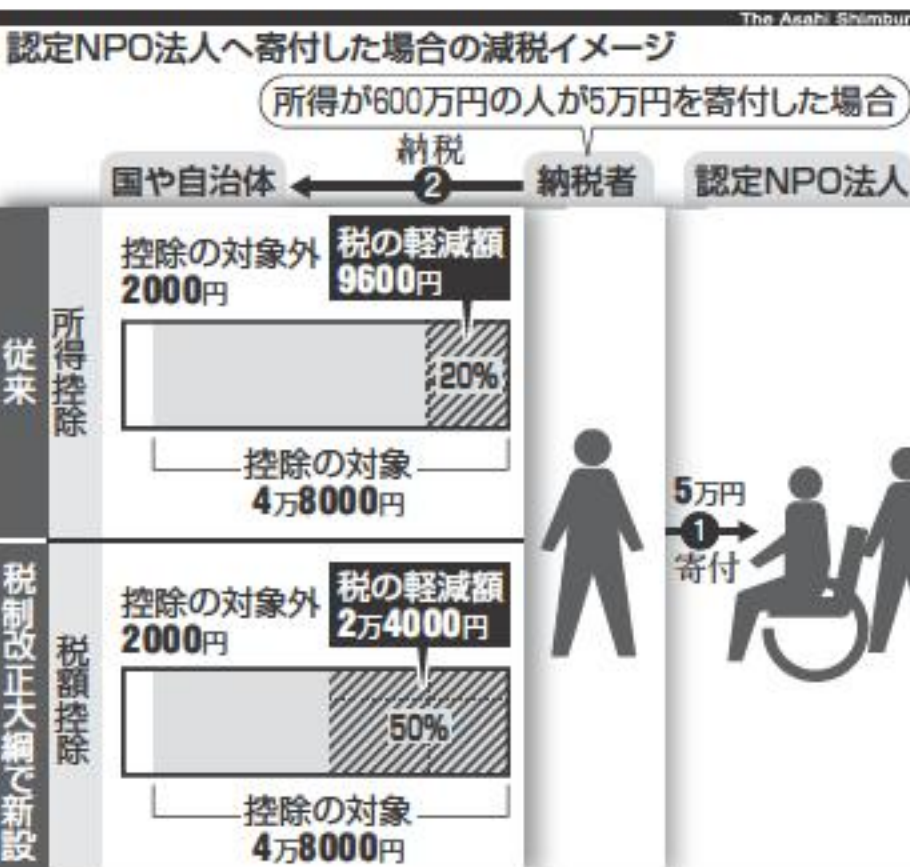 The Asahi Shimbun
認定NPO法人へ寄付した場合の減税イメージ
所得が600万円の人が5万円を寄付した場合
納税
国や自治体
2
納税者
認定NPO法人
従来
所得控除
控除の対象外
2000円
税の軽減額
9600円
20%
控除の対象
4万8000円
5万円
1
寄付
税制改正大綱で新設
税額控除
控除の対象外
2000円
税の軽減額
2万4000円
50%
控除の対象
4万8000円